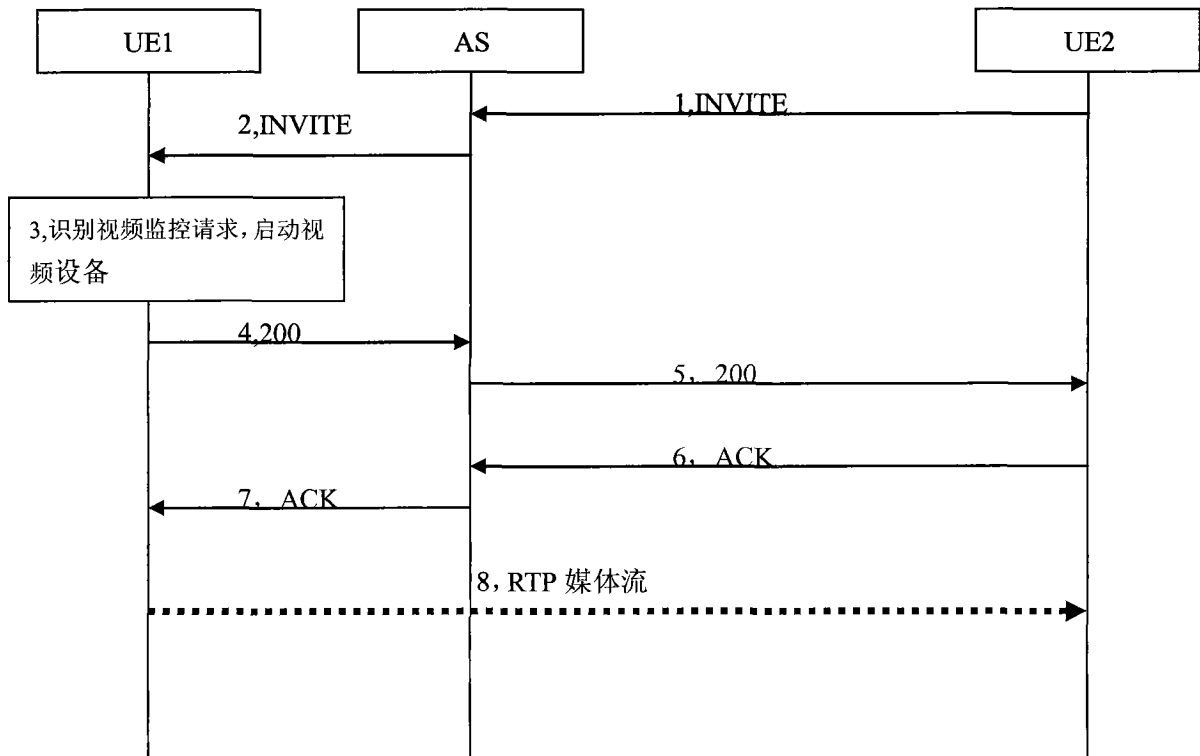 UE1
AS
UE2
1,INVITE
2,INVITE
3,识别视频监控请求，启动视
频设备
4,200
5，200
6，ACK
7，ACK
8，RTP 媒体流